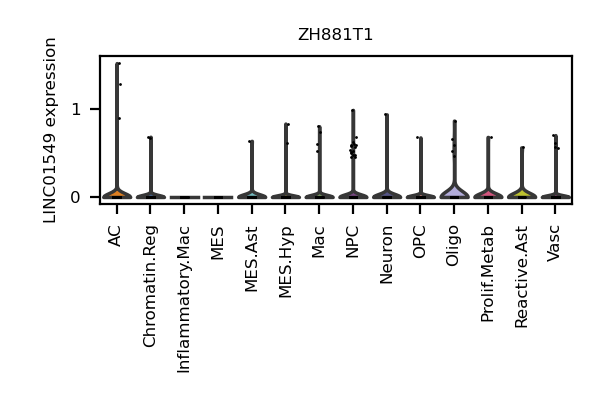 ZH881T1
LINC01549 expression
1
0
AC
Chromatin.Reg
Inflammatory.Mac
MES
MES.Ast
MES.Hyp
Mac
NPC
Neuron
OPC
Oligo
Prolif.Metab
Reactive.Ast
Vasc